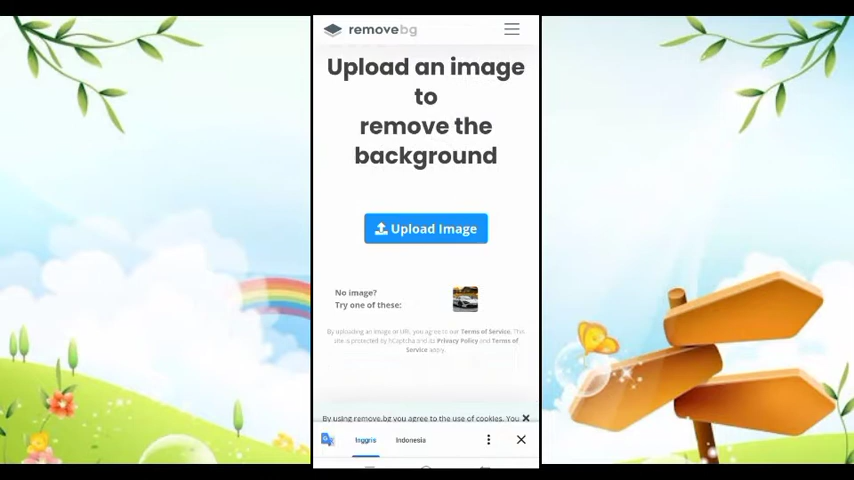 removebg
Upload an image
to
remove the
background
Upload Image
No image?
Try one of these:
By uploading an image or URL you agree to our Terms of Service. This
site is protected by hCaptcha and its Privacy Policy and Terms of
Service apply.
By using remove.bg you agree to the use of cookies. You
Inggris Indonesia